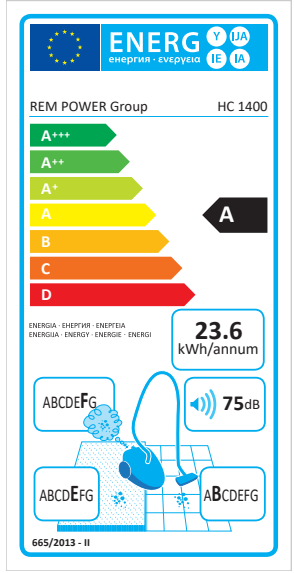 ENERG Y IJA
енергия · ενεργεια IE IA
REM POWER Group HC 1400
A+++
A++
A+
A
A
B
C
D
ENERGIA · ЕНЕРГИЯ · ΕΝΕΡΓΕΙΑ
ENERGIJA · ENERGY · ENERGIE · ENERGI
23.6
kWh/annum
ABCDEFG
75dB
ABCDEFG
ABCDEFG
665/2013 - II